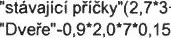 "stávající příčky"(2,7*3-
"Dveře"-0,9*2,0*7*0,15